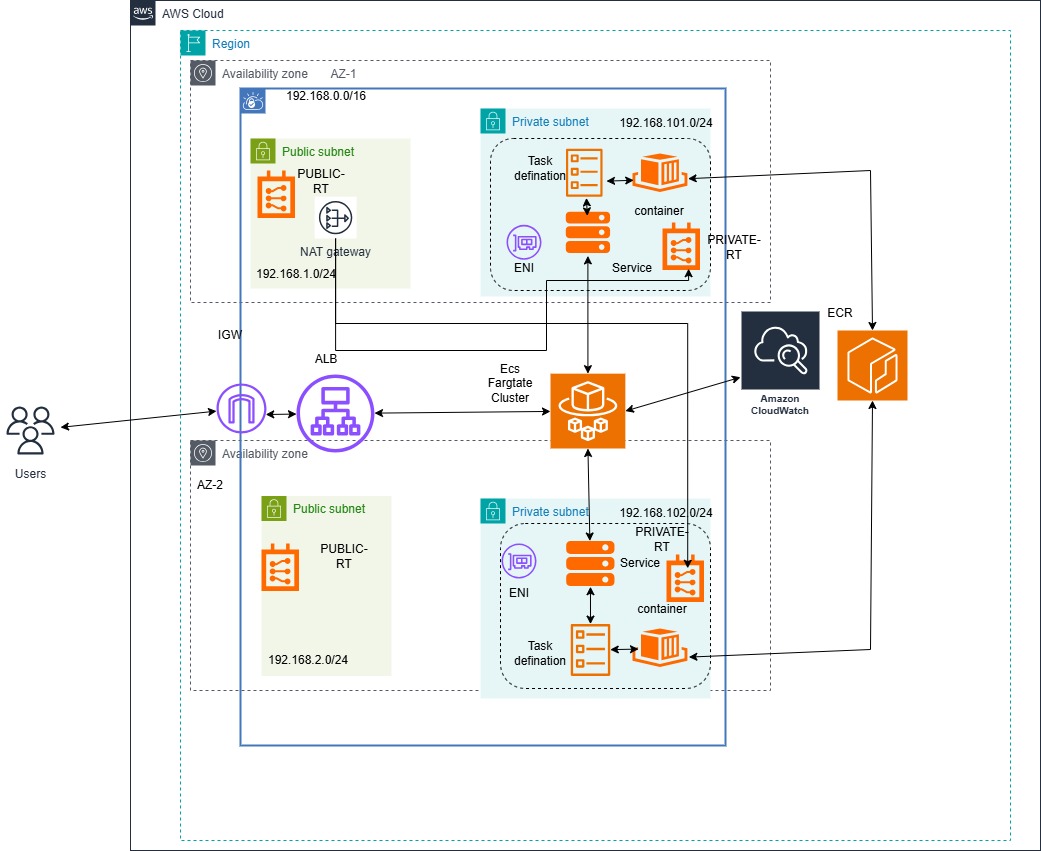 aws
AWS Cloud
Region
Availability zone
AZ-1
192.168.0.0/16
Private subnet
192.168.101.0/24
Public subnet
Task
defination
PUBLIC-
RT
container
PRIVATE-
RT
NAT gateway
192.168.1.0/24
ENI
Service
IGW
ALB
Ecs
Fargtate
Cluster
ECR
Amazon
CloudWatch
Users
Availability zone
AZ-2
Public subnet
Private subnet
192.168.102.0/24
PRIVATE-
RT
PUBLIC-
RT
Service
ENI
container
Task
defination
192.168.2.0/24